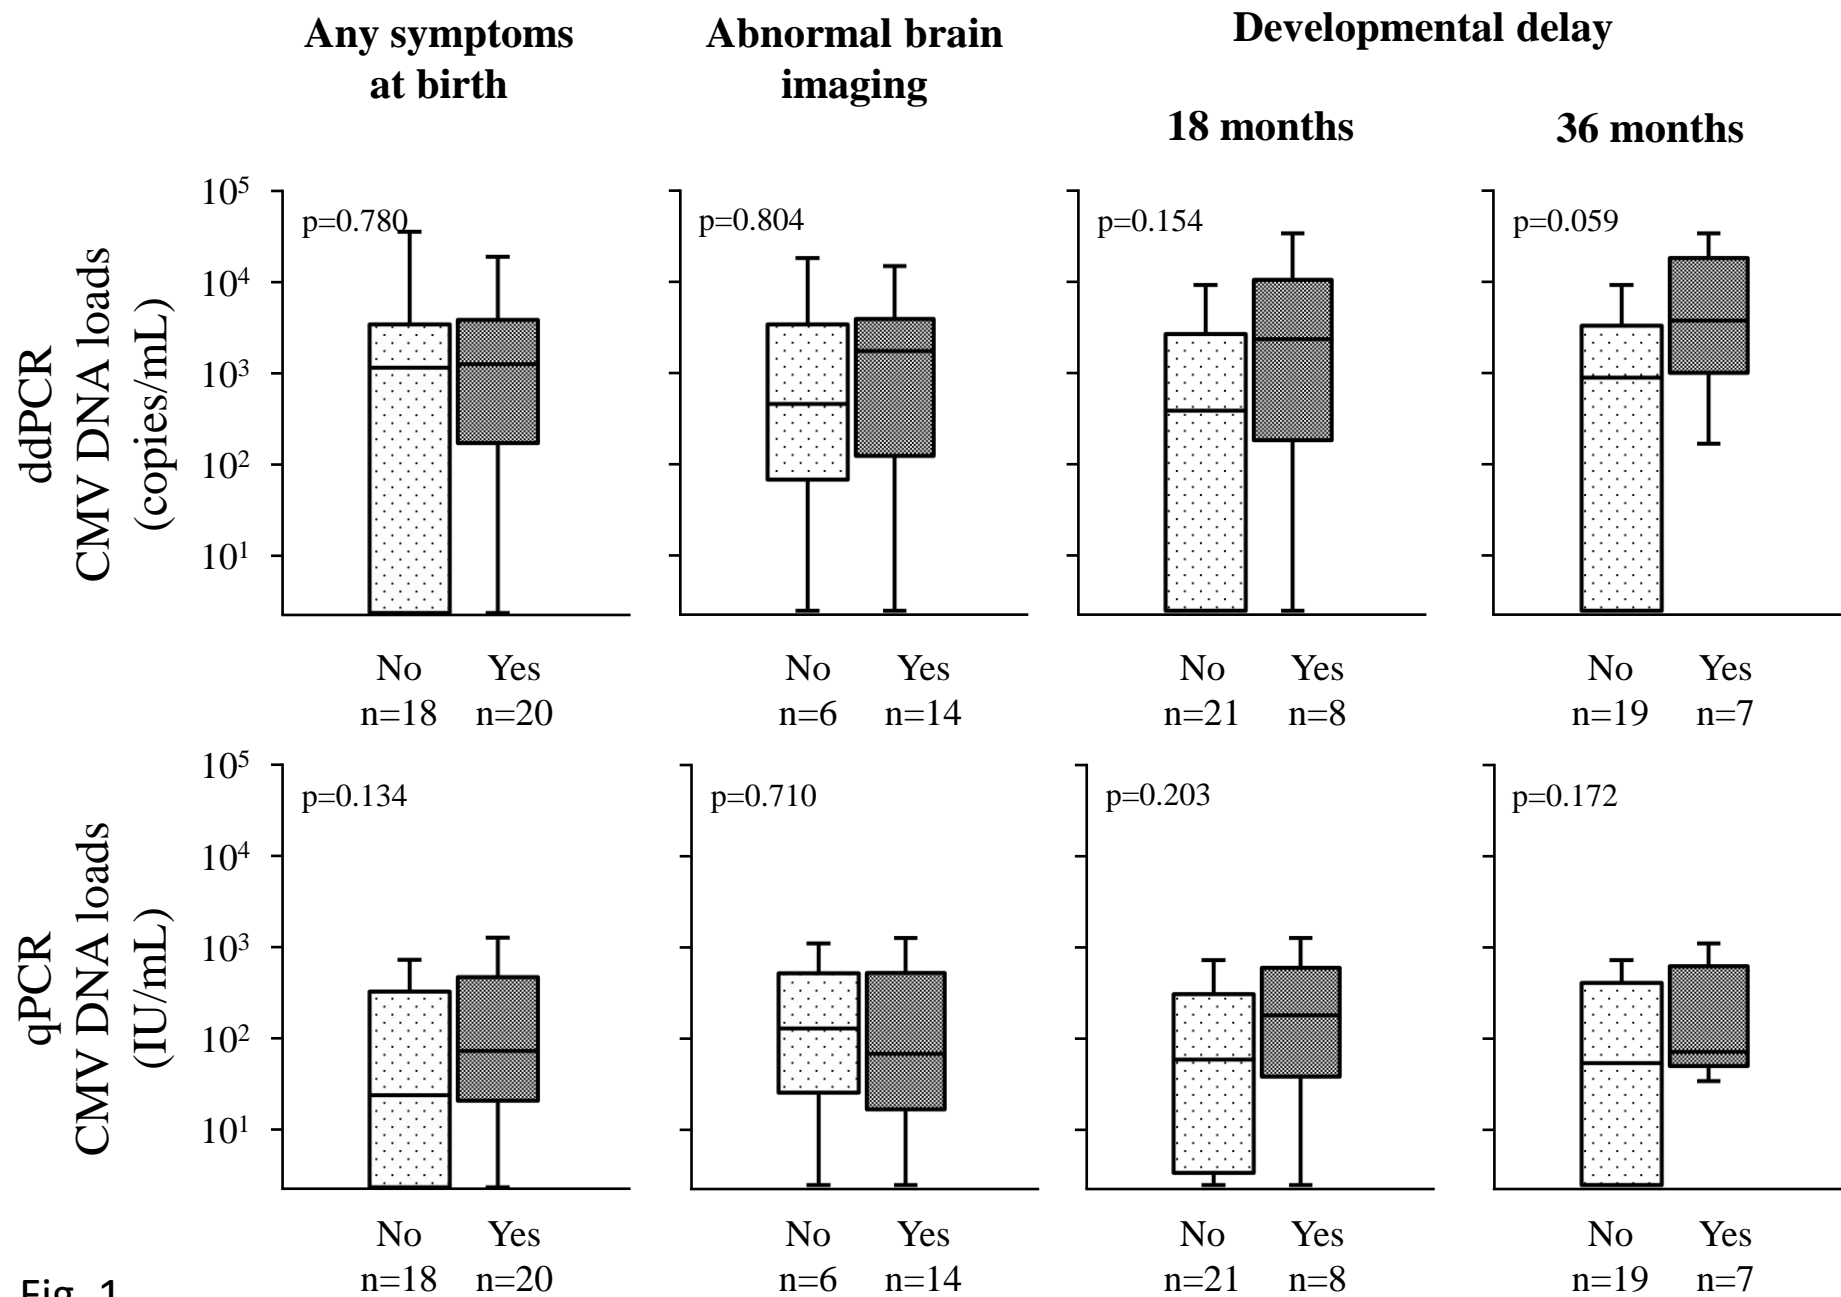 Any symptoms
at birth
Abnormal brain
imaging
Developmental delay
18 months
36 months
ddPCR
CMV DNA loads
(copies/mL)
10⁵
10⁴
10³
10²
10¹
p=0.780
p=0.804
p=0.154
p=0.059
No Yes
n=18 n=20
No Yes
n=6 n=14
No Yes
n=21 n=8
No Yes
n=19 n=7
qPCR
CMV DNA loads
(IU/mL)
10⁵
10⁴
10³
10²
10¹
p=0.134
p=0.710
p=0.203
p=0.172
No Yes
n=18 n=20
No Yes
n=6 n=14
No Yes
n=21 n=8
No Yes
n=19 n=7
Fig. 1